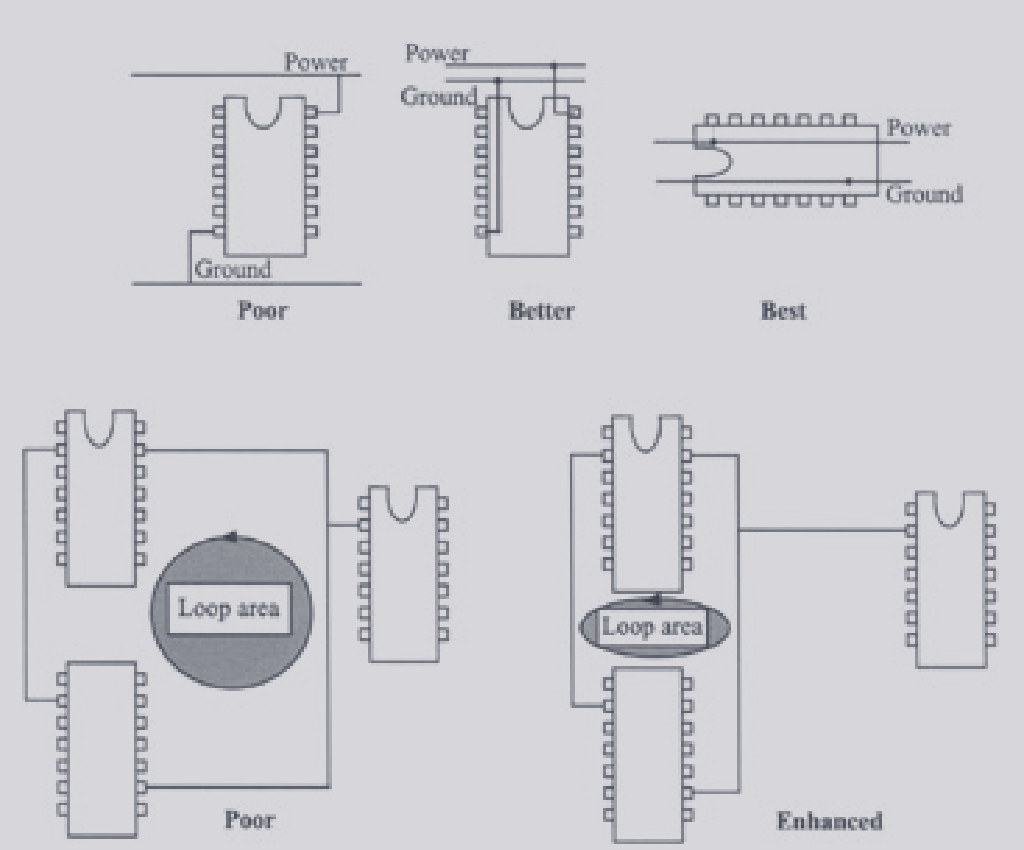 Power
Ground
Poor
Power
Ground
Better
Power
Ground
Best
Loop area
Poor
Loop area
Enhanced